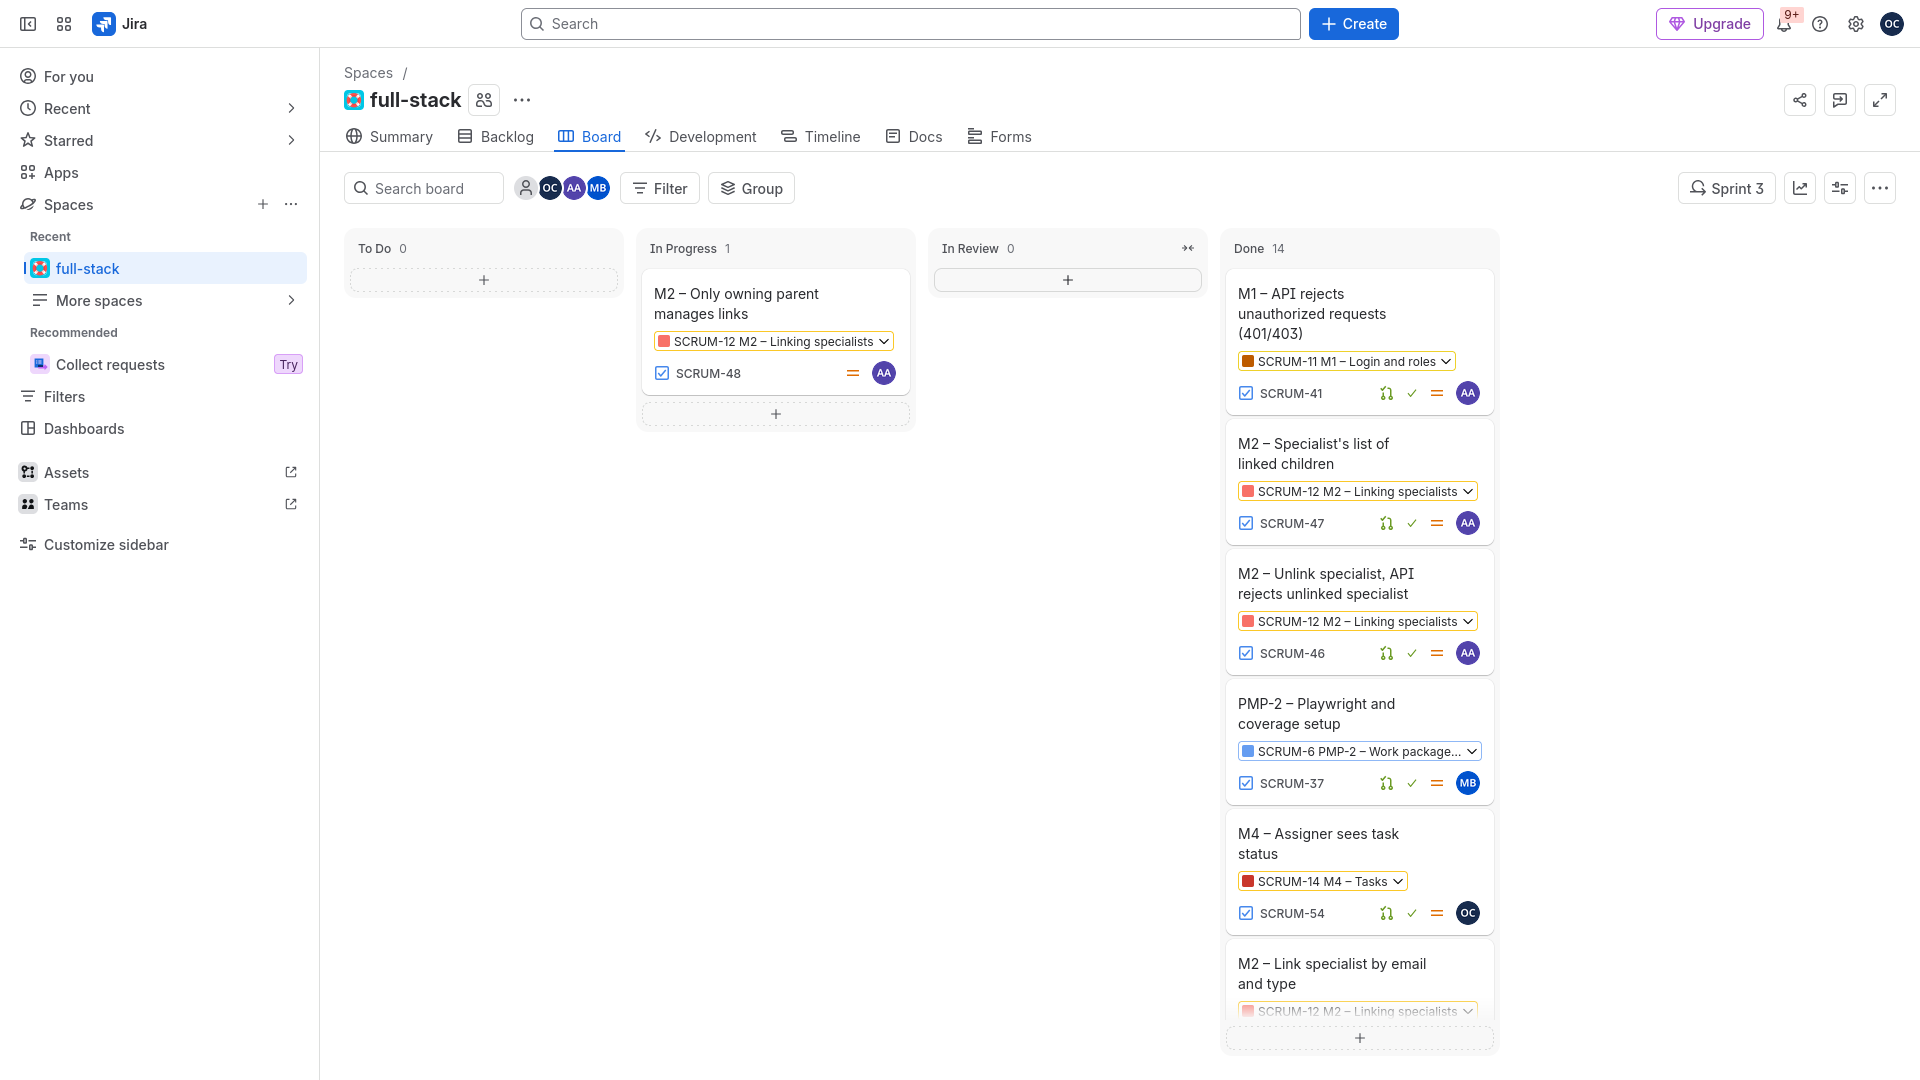 Jira
Search
Create
Upgrade
9+
OC
For you
Recent
Starred
Apps
Spaces
Recent
full-stack
More spaces
Recommended
Collect requests
Try
Filters
Dashboards
Assets
Teams
Customize sidebar
Spaces /
full-stack
Summary
Backlog
Board
Development
Timeline
Docs
Forms
Search board
OC
AA
MB
Filter
Group
Sprint 3
To Do 0
In Progress 1
M2 – Only owning parent
manages links
SCRUM-12 M2 – Linking specialists
SCRUM-48
AA
In Review 0
Done 14
M1 – API rejects
unauthorized requests
(401/403)
SCRUM-11 M1 – Login and roles
SCRUM-41
AA
M2 – Specialist's list of
linked children
SCRUM-12 M2 – Linking specialists
SCRUM-47
AA
M2 – Unlink specialist, API
rejects unlinked specialist
SCRUM-12 M2 – Linking specialists
SCRUM-46
AA
PMP-2 – Playwright and
coverage setup
SCRUM-6 PMP-2 – Work package...
SCRUM-37
MB
M4 – Assigner sees task
status
SCRUM-14 M4 – Tasks
SCRUM-54
OC
M2 – Link specialist by email
and type
SCRUM-12 M2 – Linking specialists